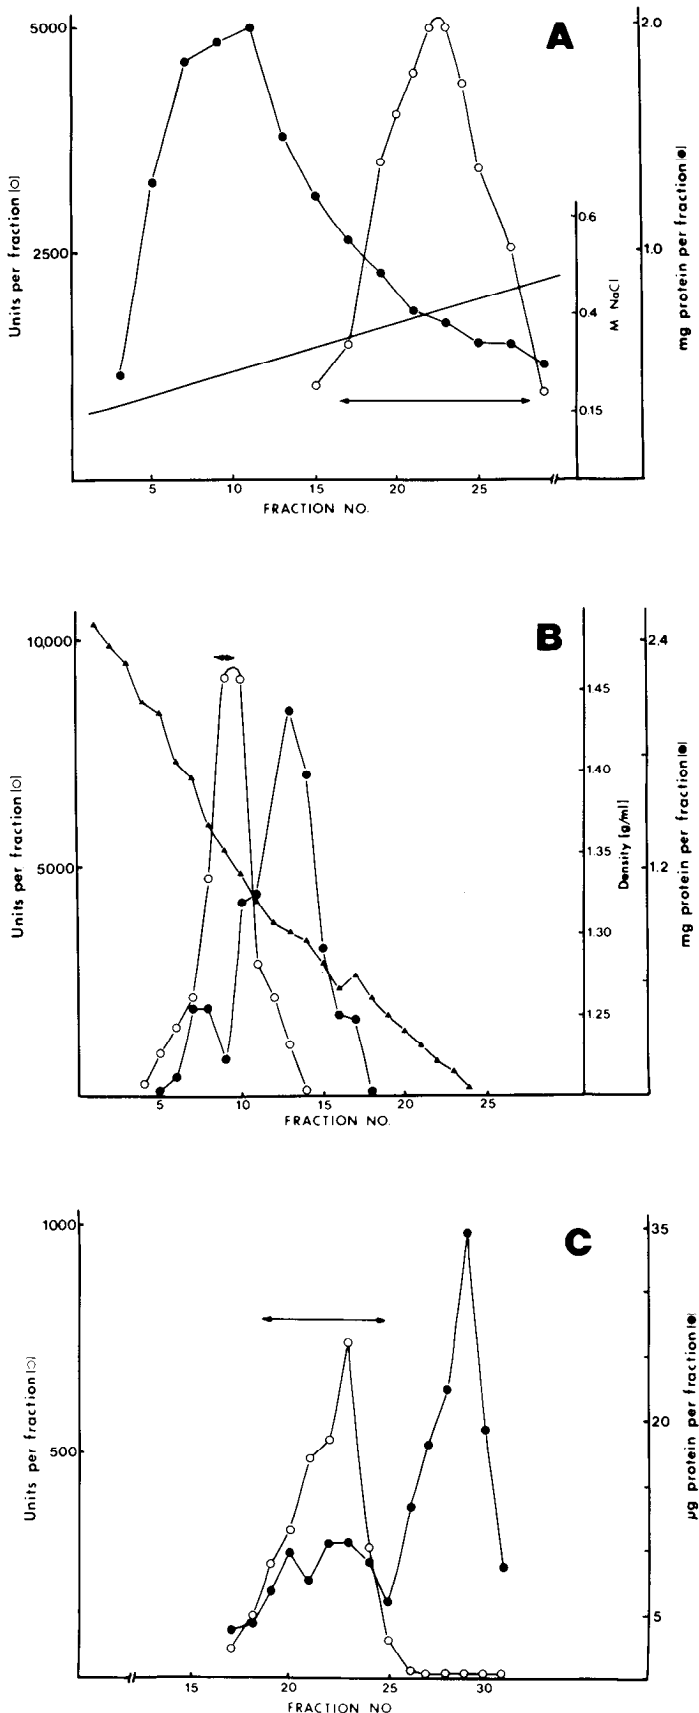 A
5000
2500
Units per fraction [○]
2.0
1.0
mg protein per fraction [●]
0.6
0.4
0.15
M NaCl
5 10 15 20 25
FRACTION NO.
B
10,000
5000
Units per fraction [○]
1.45
1.40
1.35
1.30
1.25
Density [g/ml]
2.4
1.2
mg protein per fraction [●]
5 10 15 20 25
FRACTION NO.
C
1000
500
Units per fraction [○]
35
20
5
µg protein per fraction [●]
15 20 25 30
FRACTION NO